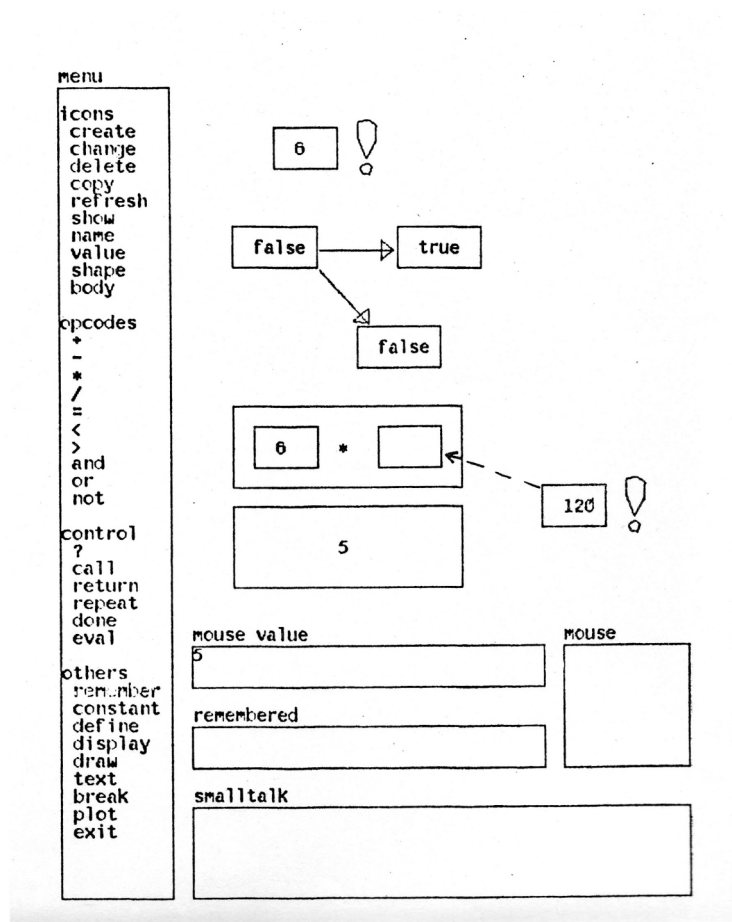 menu
icons
create
change
delete
copy
refresh
show
name
value
shape
body
opcodes
+
-
*
/
=
<
>
and
or
not
control
?
call
return
repeat
done
eval
others
remember
constant
define
display
draw
text
break
plot
exit
6
false
true
false
6 *
120
5
mouse value
5
mouse
remembered
smalltalk